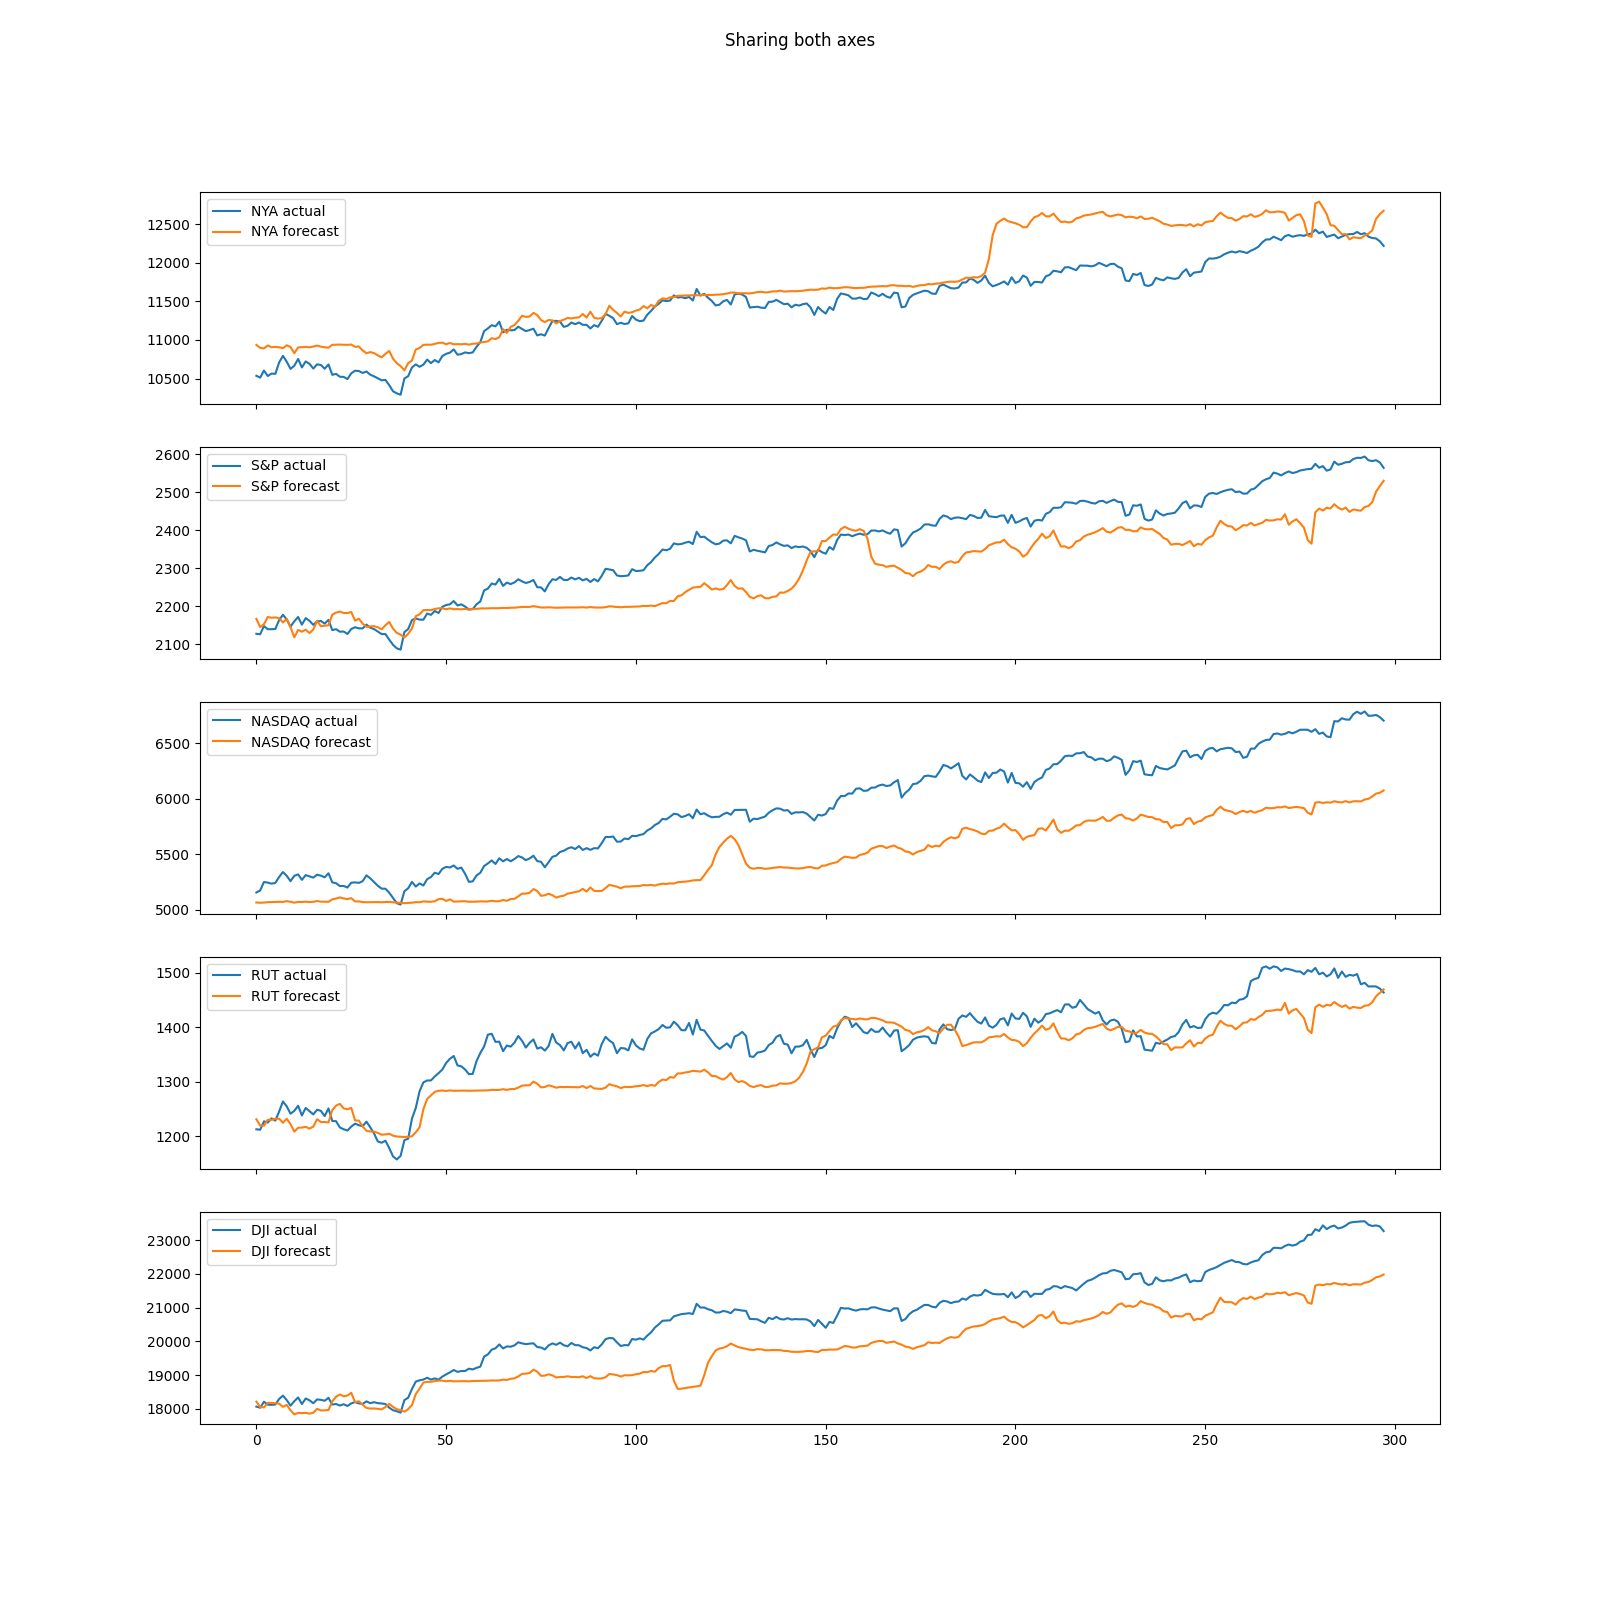 Sharing both axes
NYA actual
NYA forecast
12500
12000
11500
11000
10500
S&P actual
S&P forecast
2600
2500
2400
2300
2200
2100
NASDAQ actual
NASDAQ forecast
6500
6000
5500
5000
RUT actual
RUT forecast
1500
1400
1300
1200
DJI actual
DJI forecast
23000
22000
21000
20000
19000
18000
0 50 100 150 200 250 300